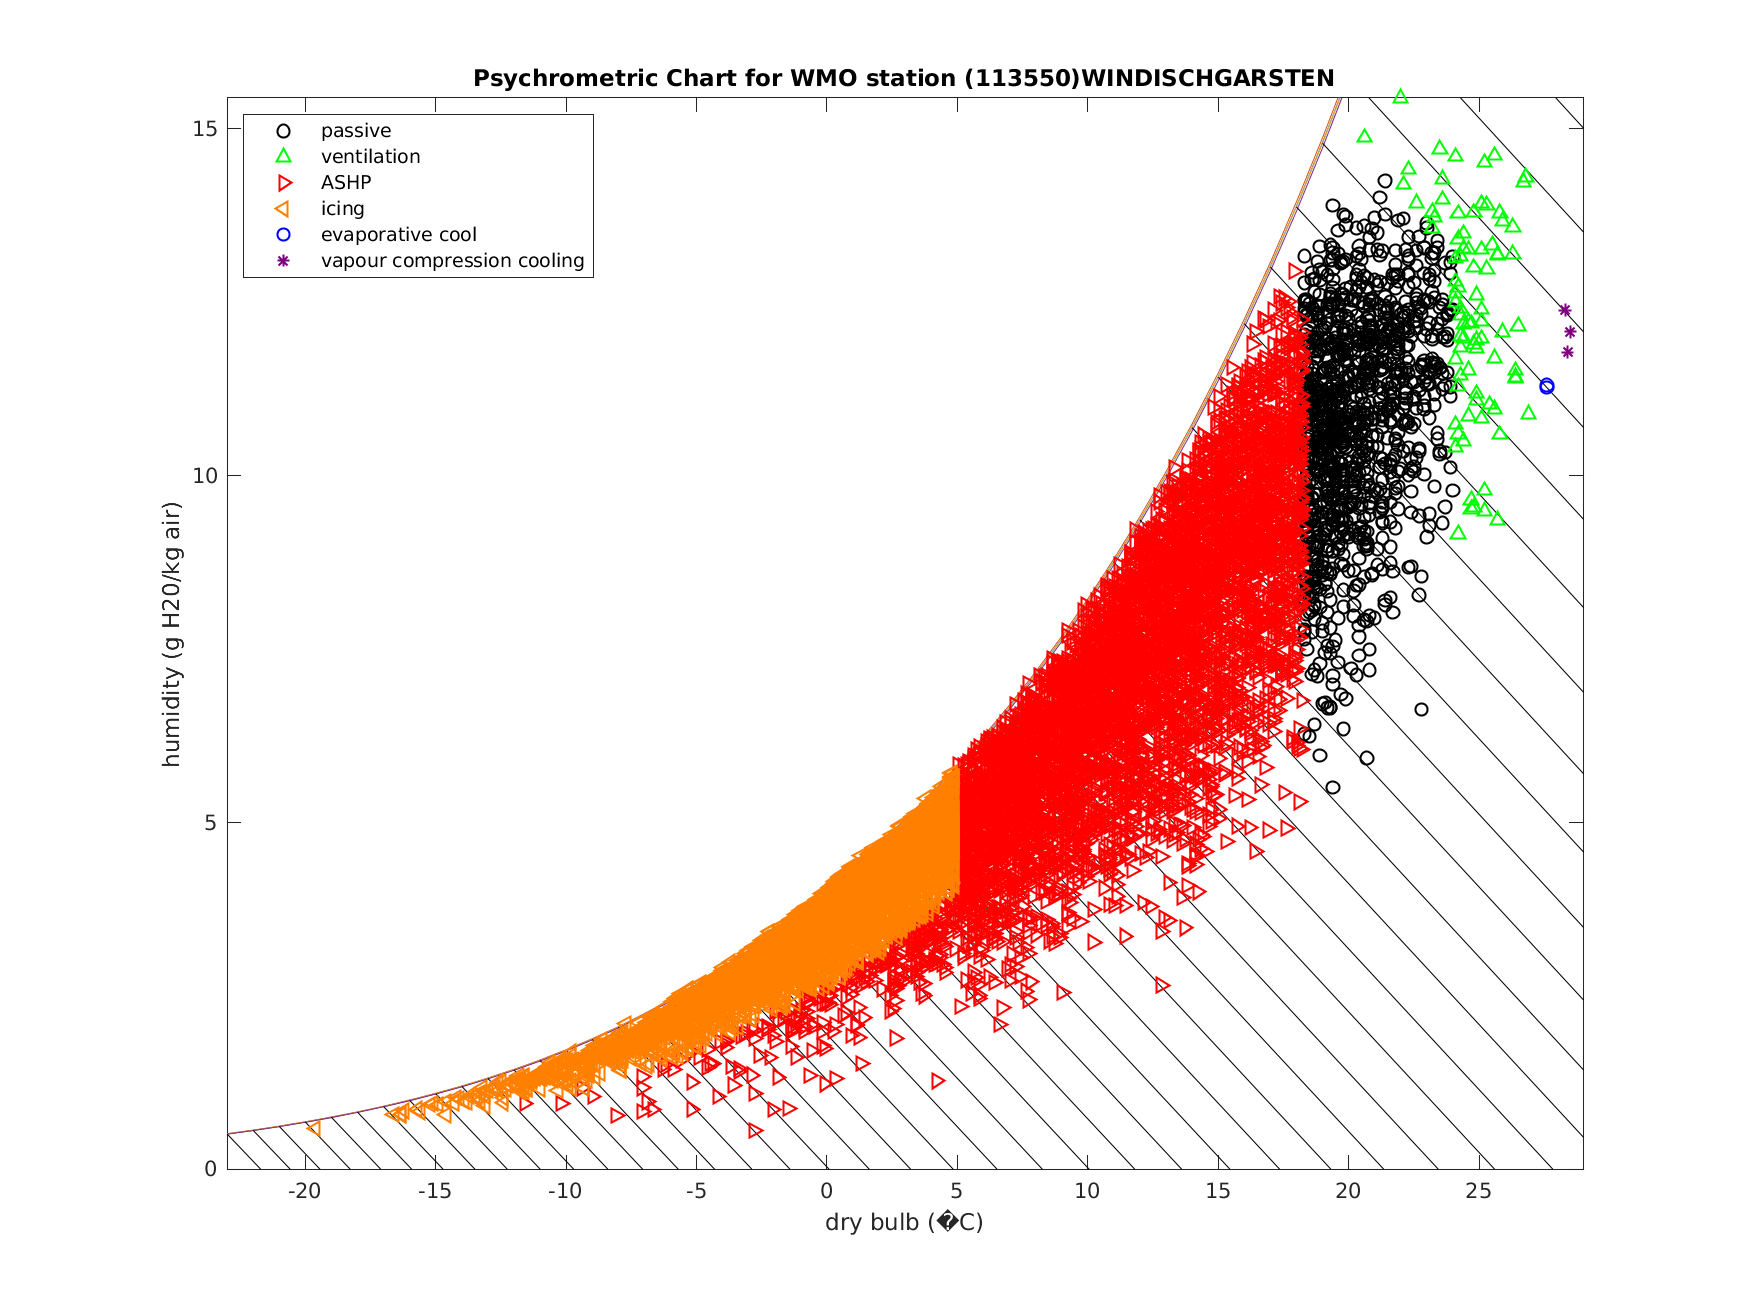 Psychrometric Chart for WMO station (113550)WINDISCHGARSTEN
passive
ventilation
ASHP
icing
evaporative cool
vapour compression cooling
humidity (g H20/kg air)
15
10
5
0
-20 -15 -10 -5 0 5 10 15 20 25
dry bulb (�C)